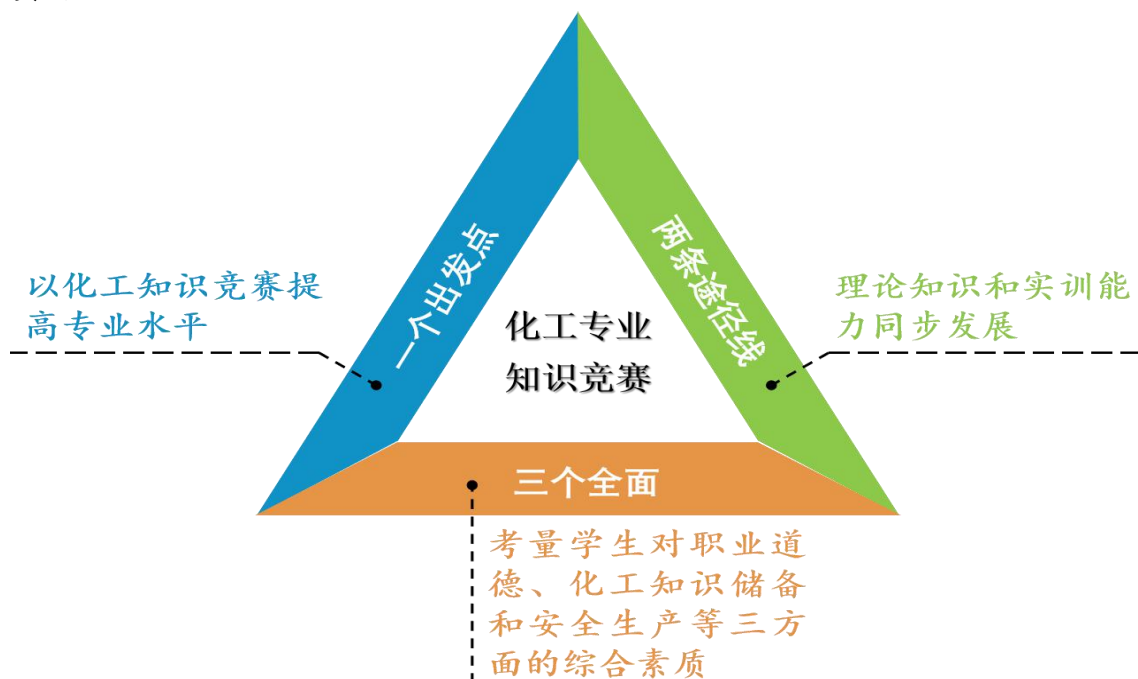 一个出发点
两条途径线
以化工知识竞赛提
高专业水平
理论知识和实训能
力同步发展
化工专业
知识竞赛
三个全面
考量学生对职业道
德、化工知识储备
和安全生产等三方
面的综合素质